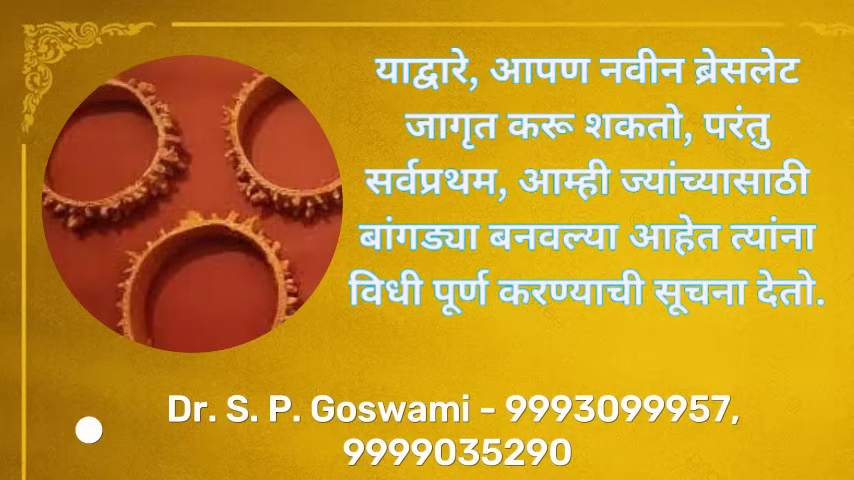 याद्वारे, आपण नवीन ब्रेसलेट
जागृत करू शकतो, परंतु
सर्वप्रथम, आम्ही ज्यांच्यासाठी
बांगड्या बनवल्या आहेत त्यांना
विधी पूर्ण करण्याची सूचना देतो.
Dr. S. P. Goswami - 9993099957,
9999035290